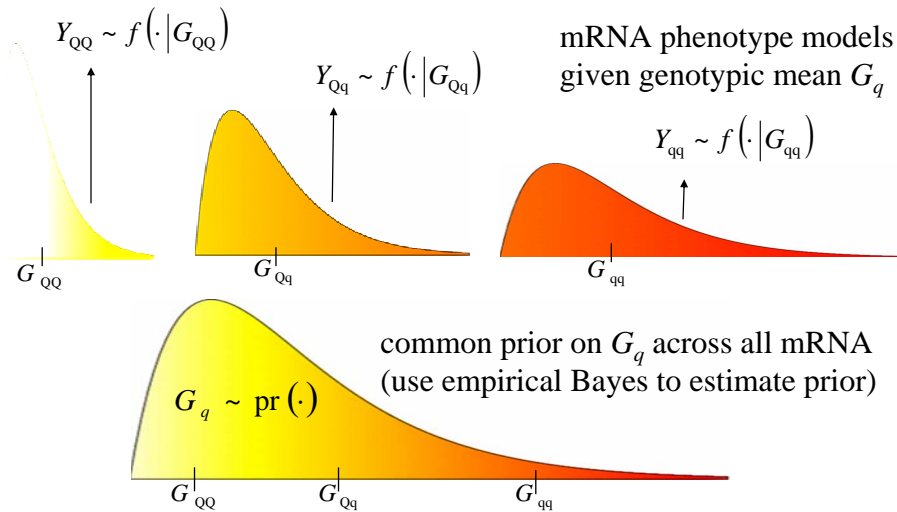 Y_QQ ~ f(·|G_QQ)
Y_Qq ~ f(·|G_Qq)
mRNA phenotype models
given genotypic mean G_q
Y_qq ~ f(·|G_qq)
G_QQ
G_Qq
G_qq
common prior on G_q across all mRNA
(use empirical Bayes to estimate prior)
G_q ~ pr(·)
G_QQ
G_Qq
G_qq